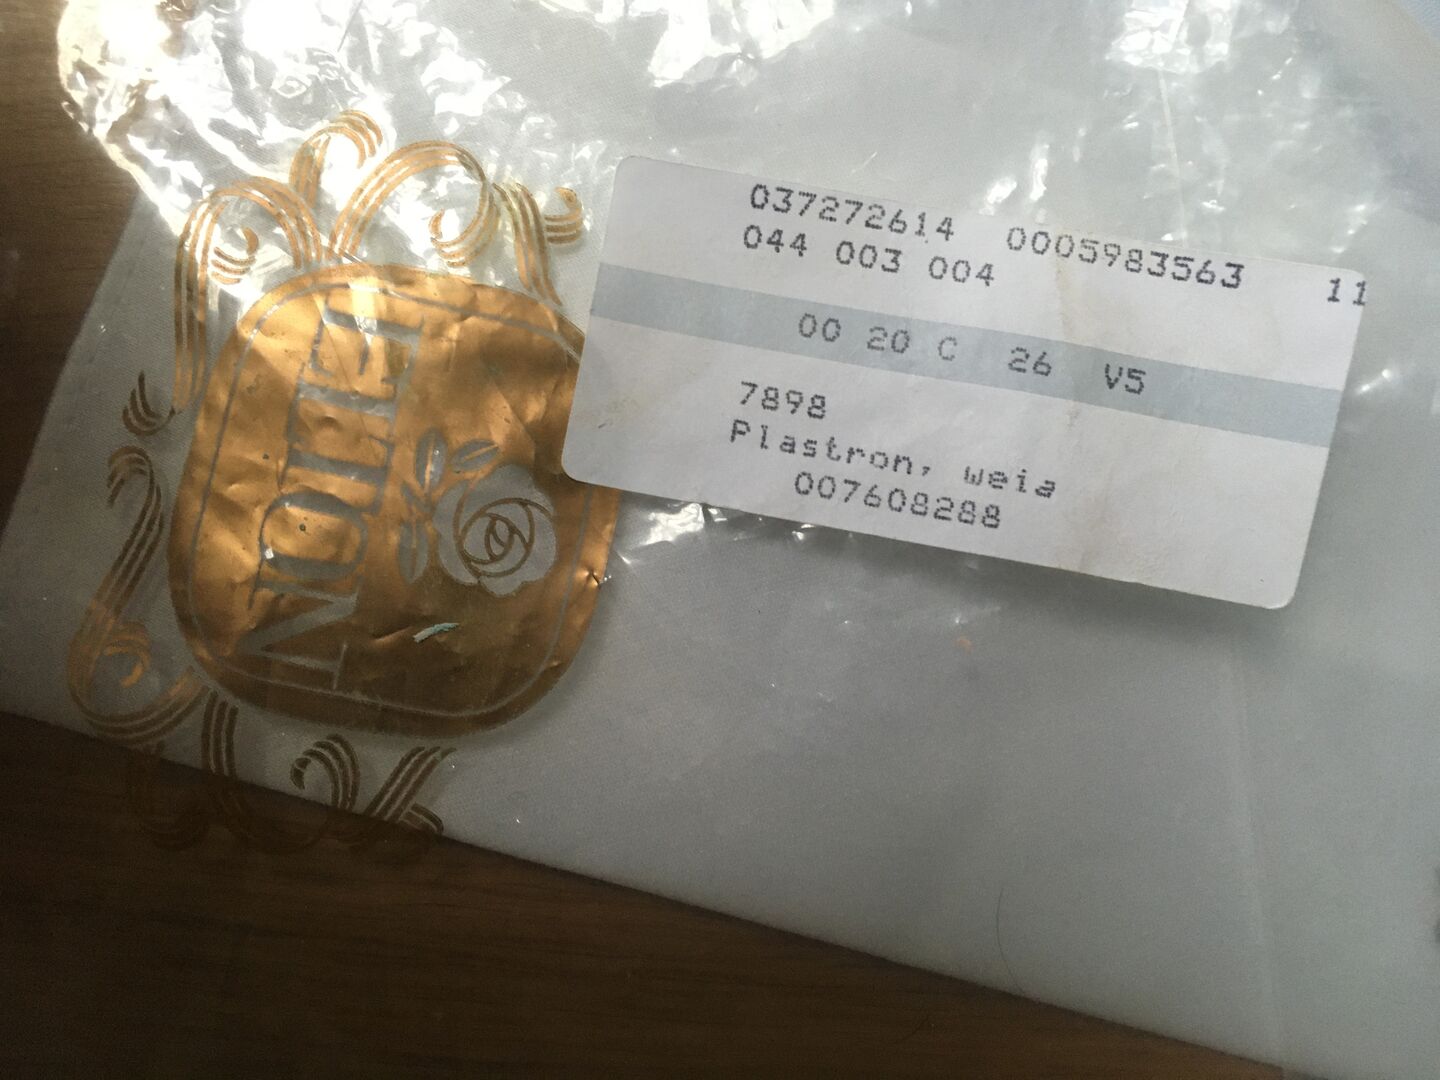 037272614 0005983563 11
044 003 004
00 20 C 26 V5
7898
Plastron, weia
007608288